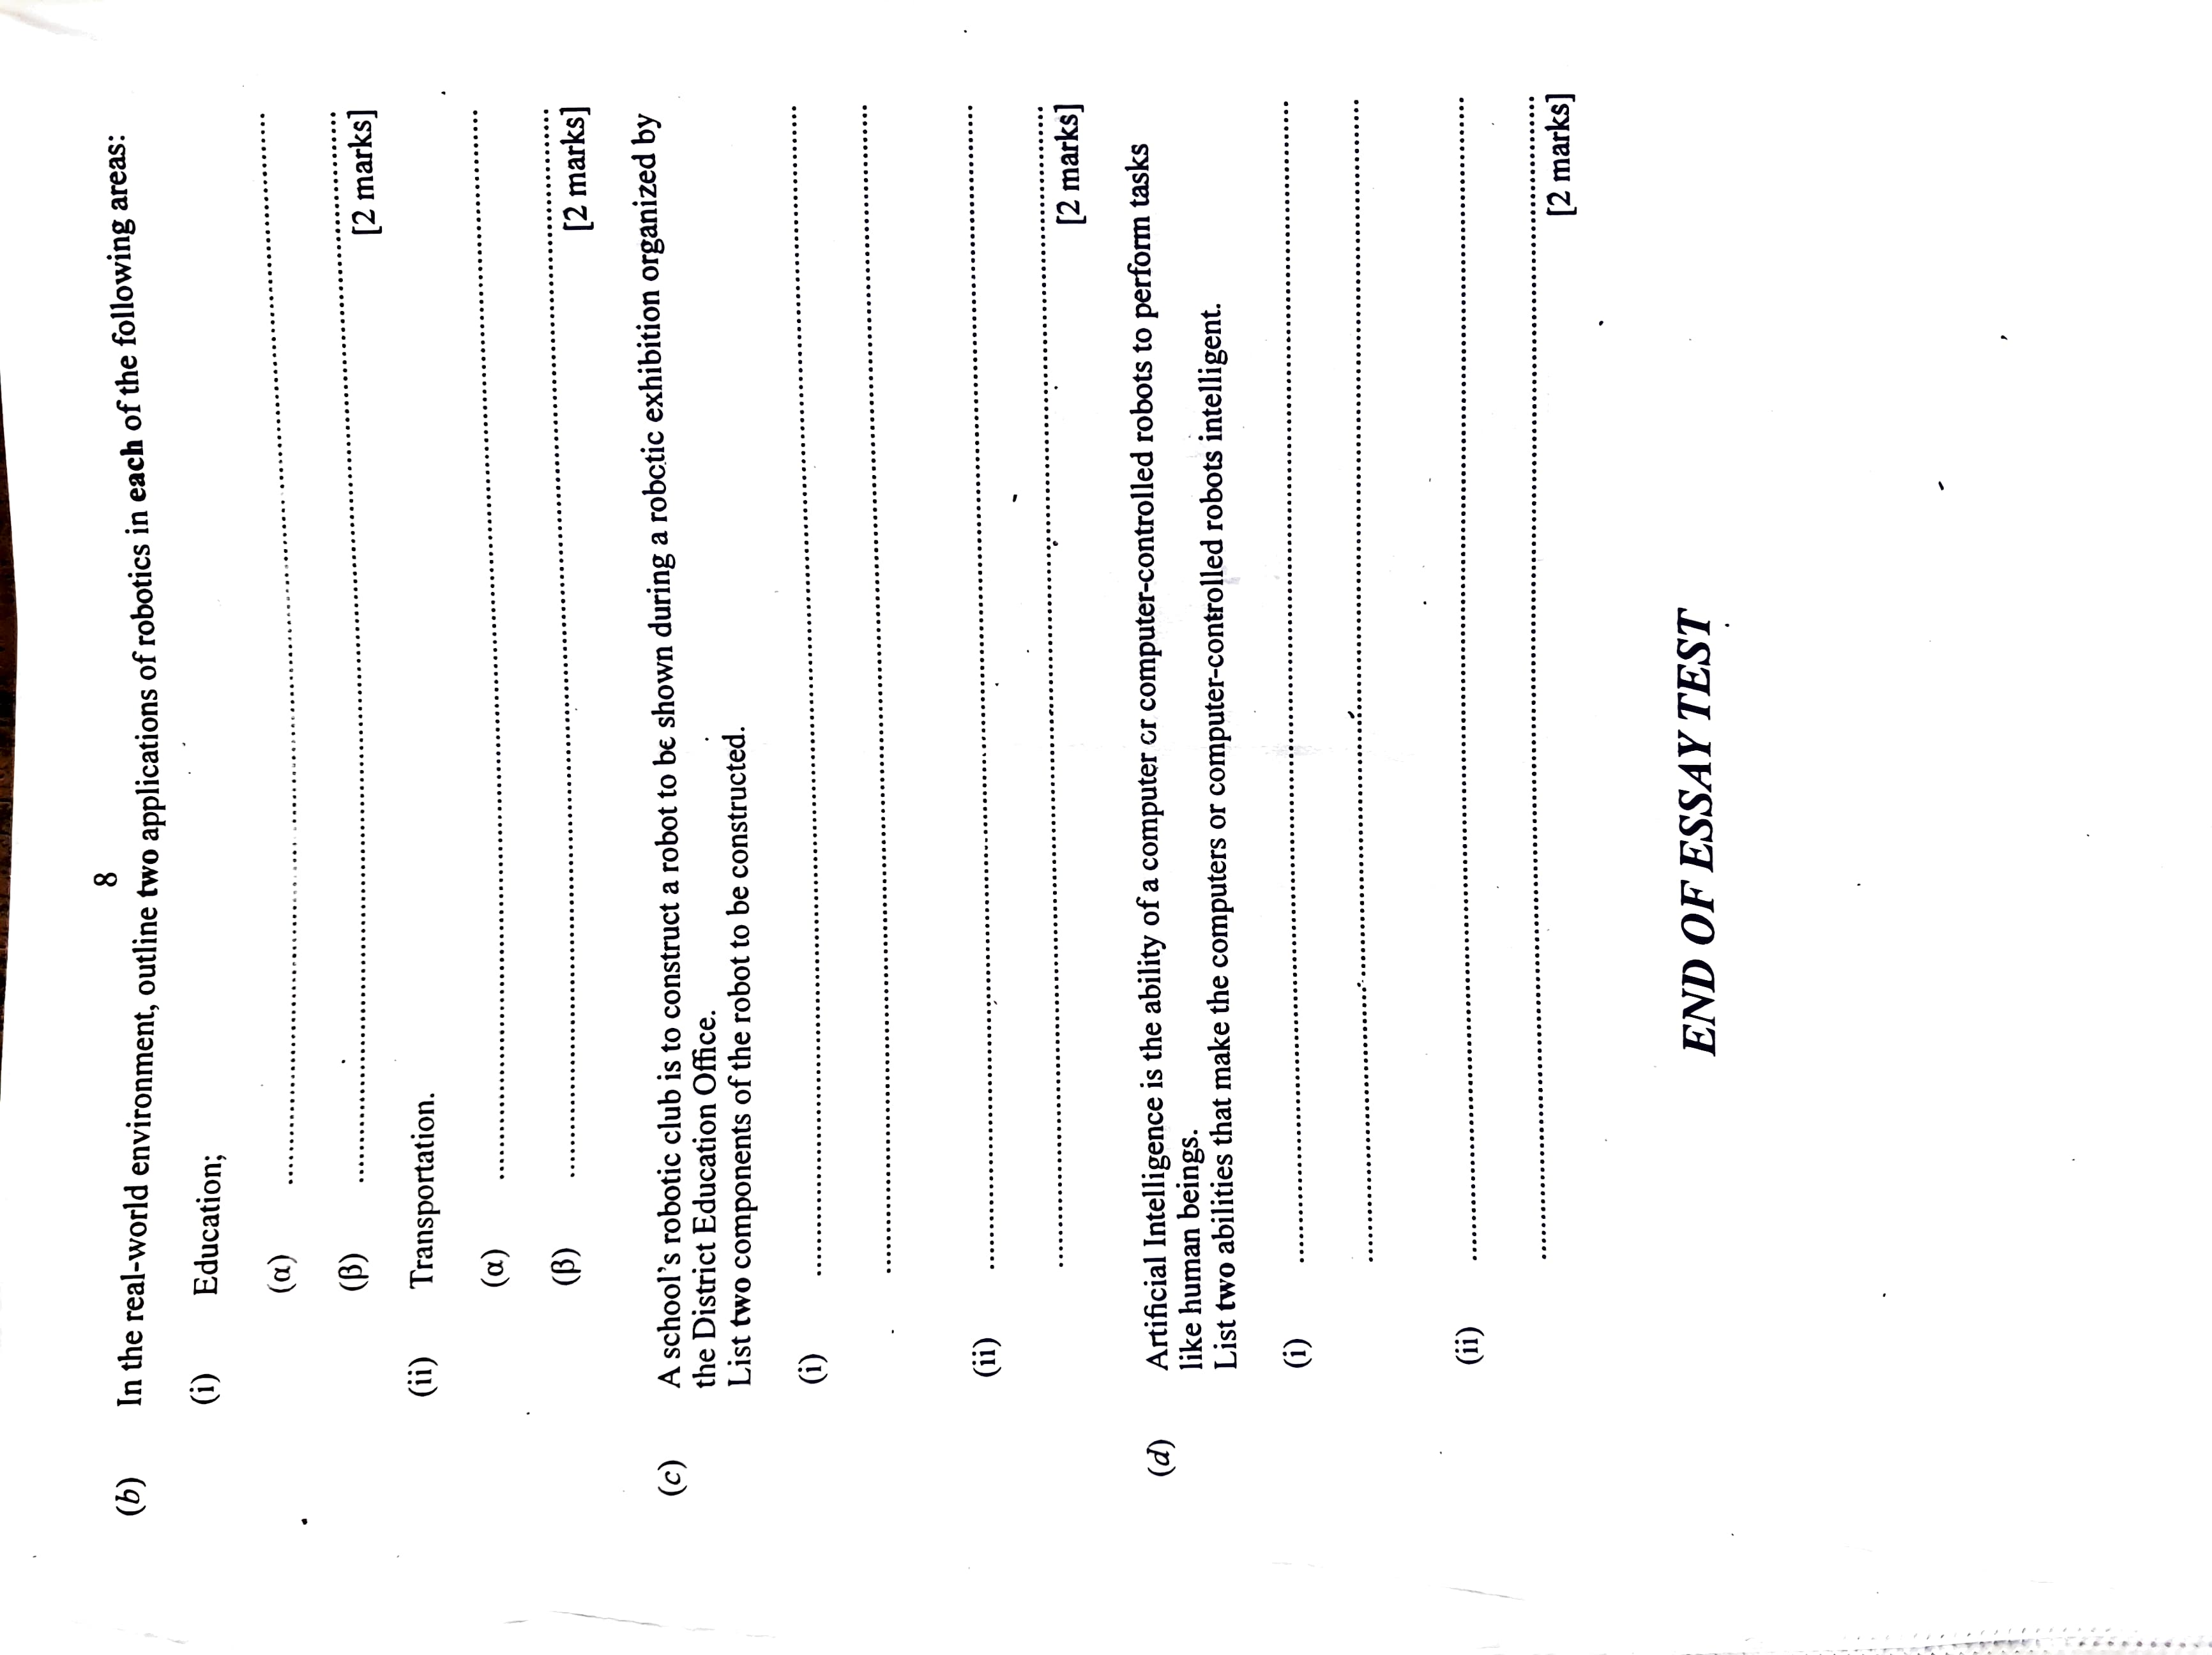 8
(b) In the real-world environment, outline two applications of robotics in each of the following areas:
(i) Education;
(α) ........................................
(β) ........................................
[2 marks]
(ii) Transportation.
(α) ........................................
(β) ........................................
[2 marks]
(c) A school's robotic club is to construct a robot to be shown during a robotic exhibition organized by
the District Education Office.
List two components of the robot to be constructed.
(i) ........................................
........................................
(ii) ........................................
........................................
[2 marks]
(d) Artificial Intelligence is the ability of a computer or computer-controlled robots to perform tasks
like human beings.
List two abilities that make the computers or computer-controlled robots intelligent.
(i) ........................................
........................................
(ii) ........................................
........................................
[2 marks]
END OF ESSAY TEST